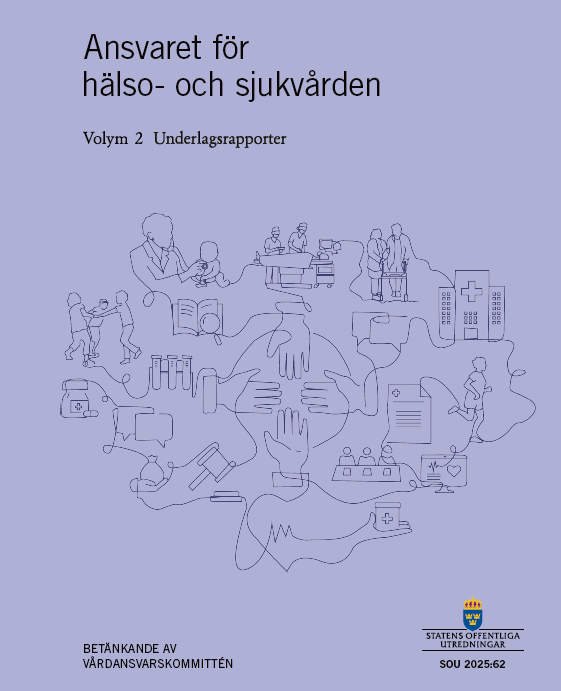 Ansvaret för
hälso- och sjukvården
Volym 2 Underlagsrapporter
BETÄNKANDE AV
VÅRDANSVARSKOMMITTÉN
STATENS OFFENTLIGA
UTREDNINGAR
SOU 2025:62